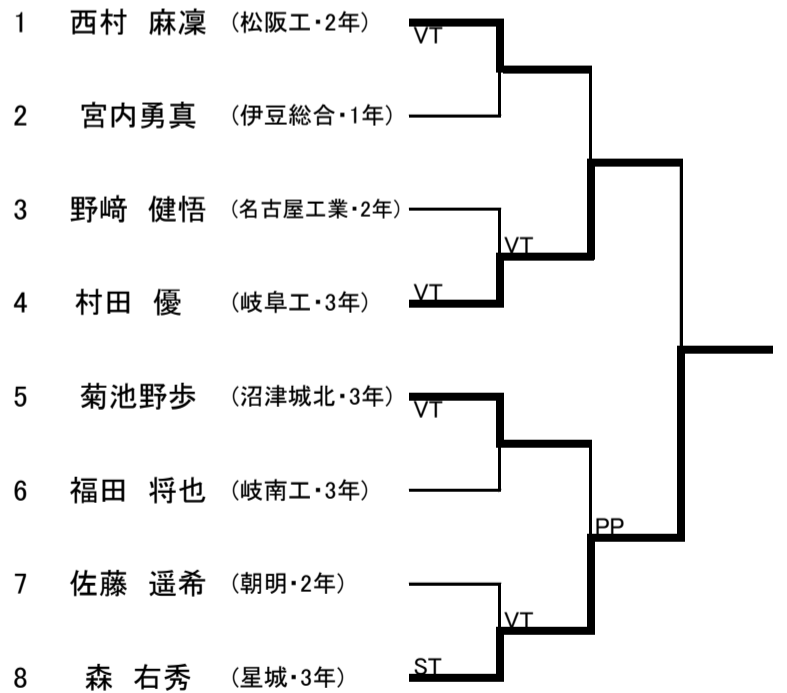 1 西村 麻凜 (松阪工・2年)
VT
2 宮内勇真 (伊豆総合・1年)
3 野﨑 健悟 (名古屋工業・2年)
VT
4 村田 優 (岐阜工・3年)
VT
5 菊池野歩 (沼津城北・3年)
VT
6 福田 将也 (岐南工・3年)
PP
7 佐藤 遥希 (朝明・2年)
VT
8 森 右秀 (星城・3年)
ST